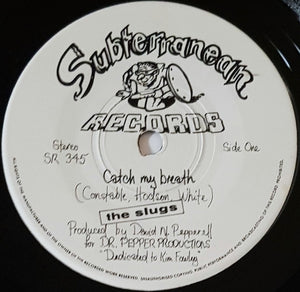 Subterranean
RECORDS
Stereo
SR 345
Side One
Catch my breath
(Constable, Hodson, White)
the slugs
Produced by David N. Pepperell
for DR. PEPPER PRODUCTIONS
"Dedicated to Kim Fowley"